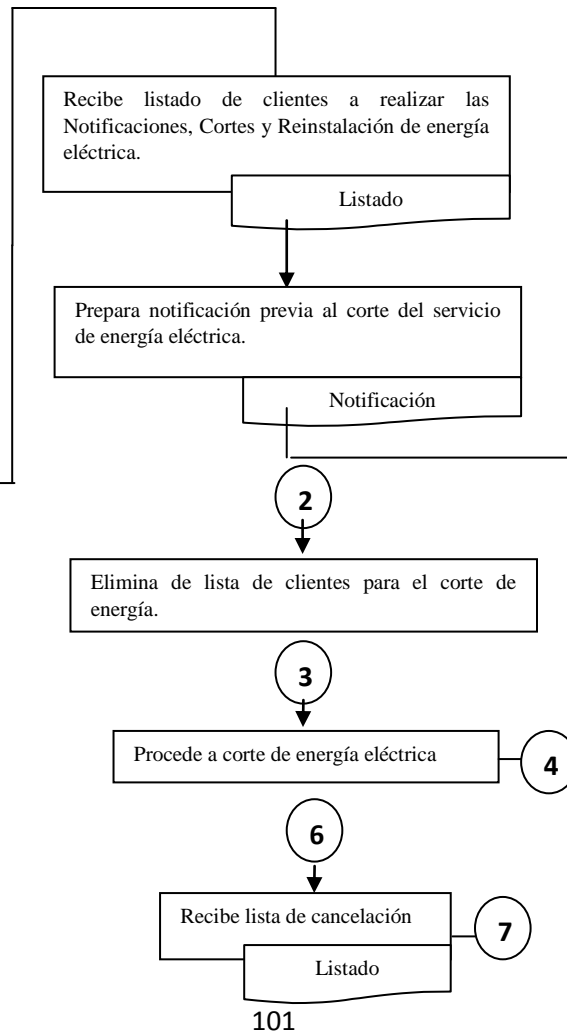 Recibe listado de clientes a realizar las
Notificaciones, Cortes y Reinstalación de energía
eléctrica.
Listado
Prepara notificación previa al corte del servicio
de energía eléctrica.
Notificación
2
Elimina de lista de clientes para el corte de
energía.
3
Procede a corte de energía eléctrica
4
6
Recibe lista de cancelación
7
Listado
101